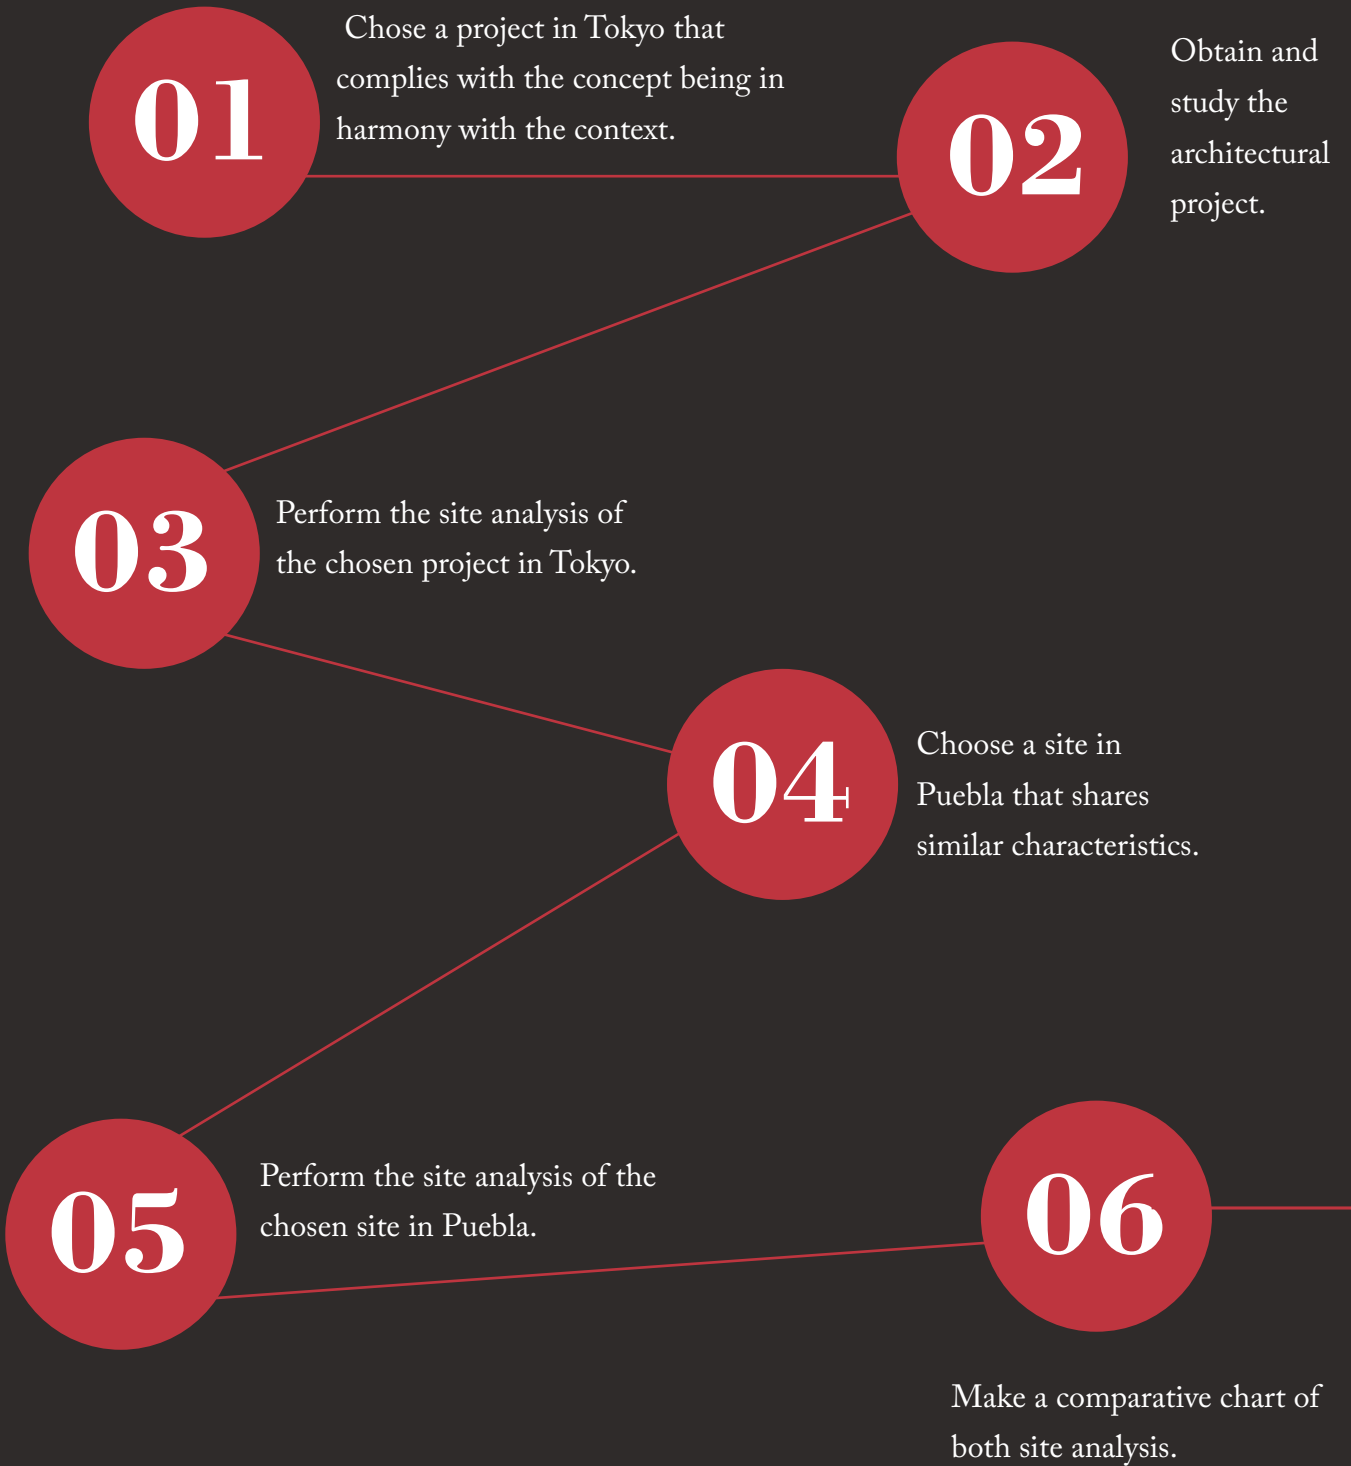 01
Chose a project in Tokyo that
complies with the concept being in
harmony with the context.
02
Obtain and
study the
architectural
project.
03
Perform the site analysis of
the chosen project in Tokyo.
04
Choose a site in
Puebla that shares
similar characteristics.
05
Perform the site analysis of the
chosen site in Puebla.
06
Make a comparative chart of
both site analysis.